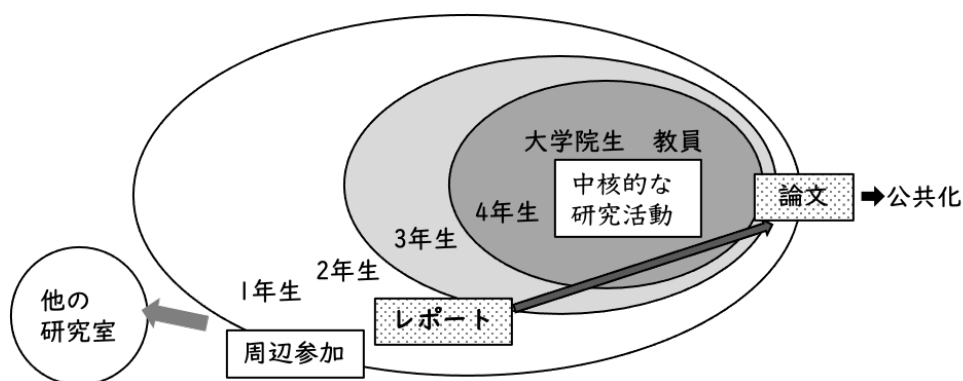 大学院生 教員
中核的な
研究活動
論文
公共化
4年生
3年生
2年生
1年生
レポート
他の
研究室
周辺参加